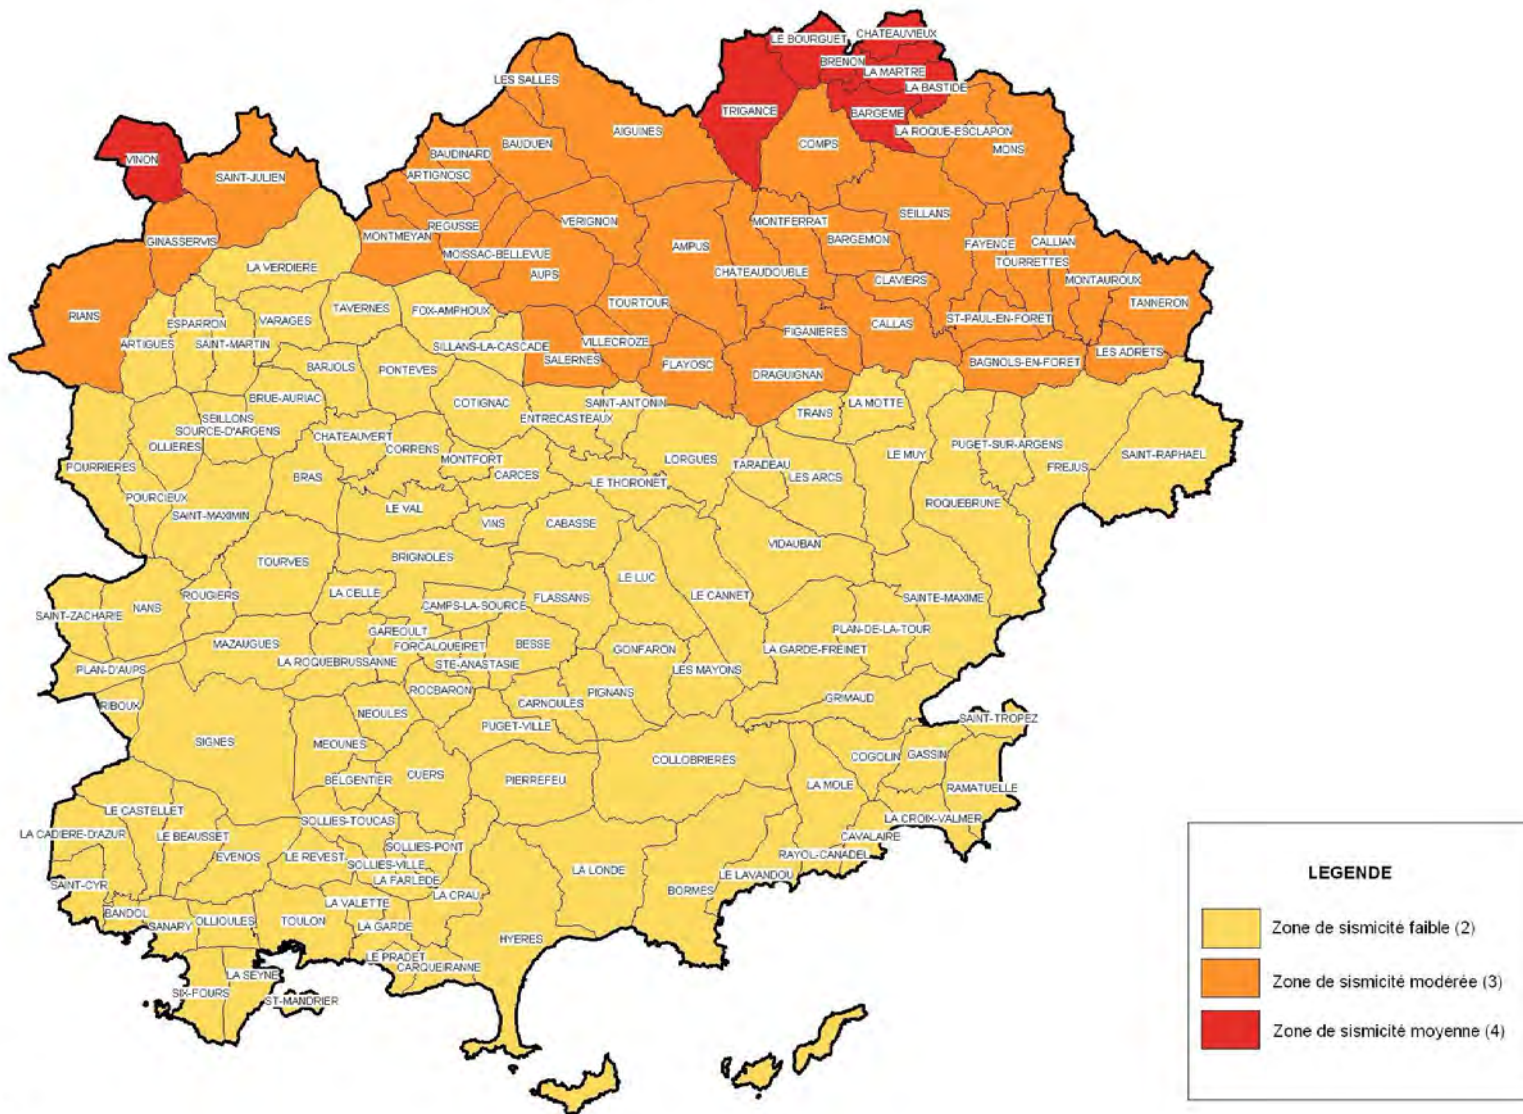 LE BOURGUET
CHATEAUVIEUX
BRENON
LA MARTRE
LES SALLES
LA BASTIDE
TRIGANCE
BARGEME
AIGUINES
LA ROQUE-ESCLAPON
BAUDUEN
COMPS
MONS
VINON
BAUDINARD
ARTIGNOSC
SAINT-JULIEN
SEILLANS
VERIGNON
MONTFERRAT
REGUSSE
MONTMEYAN
BARGEMON
GINASSERVIS
FAYENCE
CALLIAN
AMPUS
MOISSAC-BELLEVUE
TOURRETTES
LA VERDIERE
AUPS
CHATEAUDOUBLE
CLAVIERS
MONTAUROUX
TOURTOUR
TANNERON
TAVERNES
FOX-AMPHOUX
RIANS
VARAGES
ST-PAUL-EN-FORET
ESPARRON
CALLAS
FIGANIERES
ARTIGUES
SAINT-MARTIN
SILLANS-LA-CASCADE
VILLECROZE
LES ADRETS
SALERNES
BAGNOLS-EN-FORET
FLAYOSC
BARJOLS
PONTEVES
DRAGUIGNAN
BRUE-AURIAC
COTIGNAC
SAINT-ANTONIN
LA MOTTE
TRANS
SEILLONS
SOURCE-D'ARGENS
ENTRECASTEAUX
CHATEAUVERT
OLLIERES
PUGET-SUR-ARGENS
CORRENS
LE MUY
SAINT-RAPHAEL
MONTFORT
LORGUES
POURRIERES
TARADEAU
FREJUS
CARCES
BRAS
LES ARCS
LE THORONET
POURCIEUX
ROQUEBRUNE
LE VAL
SAINT-MAXIMIN
VINS
CABASSE
VIDAUBAN
BRIGNOLES
TOURVES
LE LUC
LA CELLE
ROUGIERS
LE CANNET
FLASSANS
SAINTE-MAXIME
CAMPS-LA-SOURCE
NANS
SAINT-ZACHARIE
PLAN-DE-LA-TOUR
GAREOULT
MAZAUGUES
FORCALQUEIRET
BESSE
GONFARON
LA GARDE-FREINET
LA ROQUEBRUSSANNE
STE-ANASTASIE
PLAN-D'AUPS
LES MAYONS
ROCBARON
PIGNANS
GRIMAUD
CARNOULES
RIBOUX
NEOULES
SAINT-TROPEZ
PUGET-VILLE
SIGNES
MEOUNES
GASSIN
COGOLIN
COLLOBRIERES
CUERS
BELGENTIER
PIERREFEU
LA MOLE
RAMATUELLE
LE CASTELLET
SOLLIES-TOUCAS
LA CROIX-VALMER
LA CADIERE-D'AZUR
LE BEAUSSET
CAVALAIRE
SOLLIES-PONT
EVENOS
LE REVEST
RAYOL-CANADEL
SOLLIES-VILLE
LA LONDE
LE LAVANDOU
LA FARLEDE
SAINT-CYR
BORMES
LA CRAU
LA VALETTE
BANDOL
SANARY
OLLIOULES
TOULON
LA GARDE
HYERES
LE PRADET
CARQUEIRANNE
LA SEYNE
SIX-FOURS
ST-MANDRIER
LEGENDE
Zone de sismicité faible (2)
Zone de sismicité modérée (3)
Zone de sismicité moyenne (4)